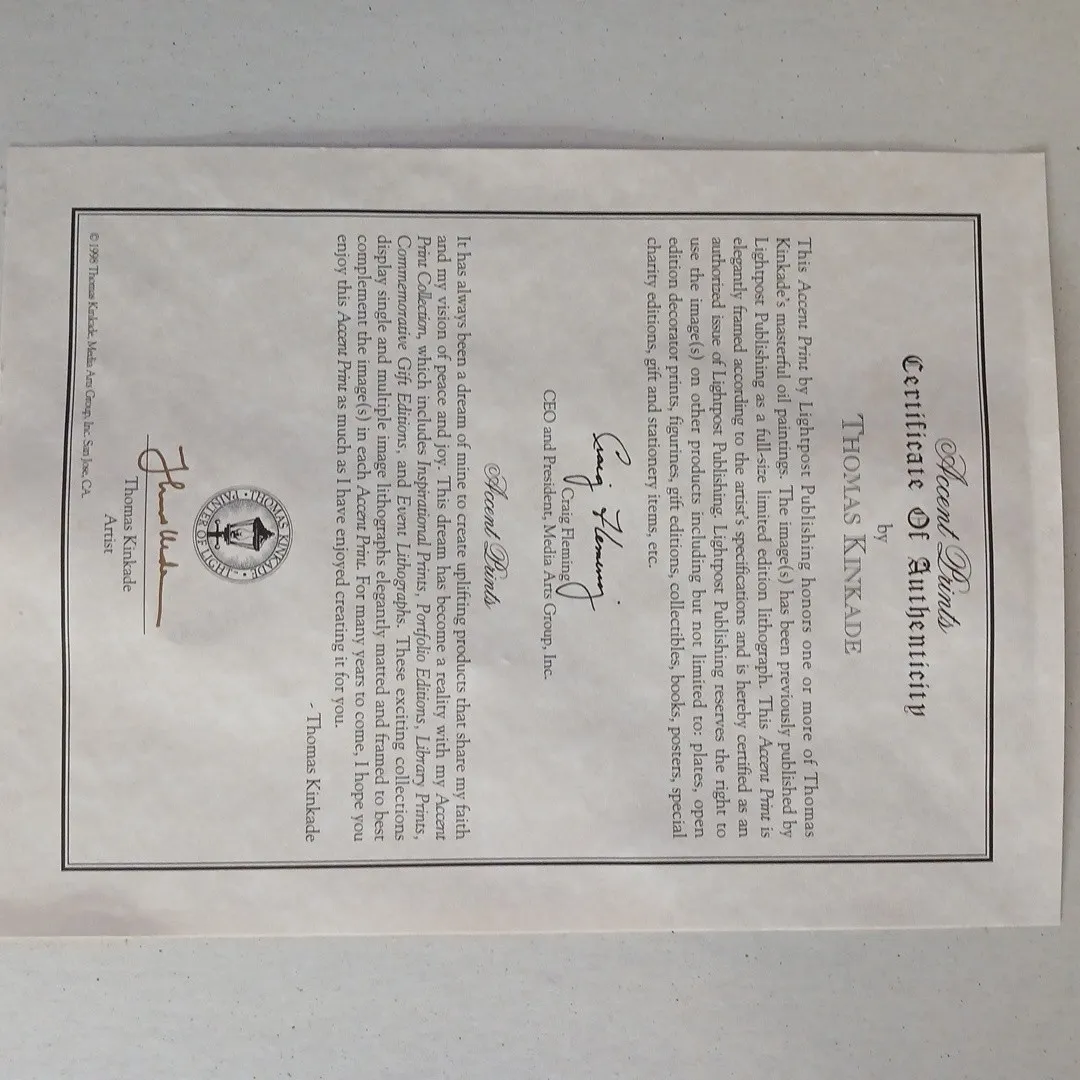 Accent Prints
Certificate Of Authenticity
by
THOMAS KINKADE
This Accent Print by Lightpost Publishing honors one or more of Thomas
Kinkade's masterful oil paintings. The image(s) has been previously published by
Lightpost Publishing as a full-size limited edition lithograph. This Accent Print is
elegantly framed according to the artist's specifications and is hereby certified as an
authorized issue of Lightpost Publishing. Lightpost Publishing reserves the right to
use the image(s) on other products including but not limited to: plates, open
edition decorator prints, figurines, gift editions, collectibles, books, posters, special
charity editions, gift and stationery items, etc.
Craig Fleming
Craig Fleming
CEO and President, Media Arts Group, Inc.
Accent Prints
It has always been a dream of mine to create uplifting products that share my faith
and my vision of peace and joy. This dream has become a reality with my Accent
Print Collection, which includes Inspirational Prints, Portfolio Editions, Library Prints,
Commemorative Gift Editions, and Event Lithographs. These exciting collections
display single and multiple image lithographs elegantly matted and framed to best
complement the image(s) in each Accent Print. For many years to come, I hope you
enjoy this Accent Print as much as I have enjoyed creating it for you.
- Thomas Kinkade
THOMAS KINKADE • PAINTER OF LIGHT •
Thomas Kinkade
Artist
© 1998 Thomas Kinkade, Media Arts Group, Inc. San Jose, CA